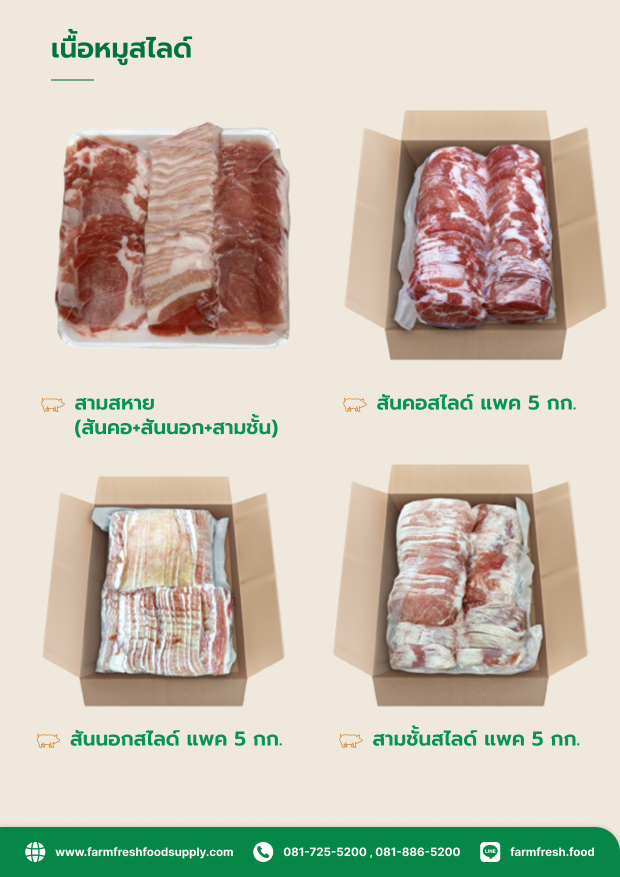 เนื้อหมูสไลด์
สามสหาย
(สันคอ+สันนอก+สามชั้น)
สันคอสไลด์ แพค 5 กก.
สันนอกสไลด์ แพค 5 กก.
สามชั้นสไลด์ แพค 5 กก.
www.farmfreshfoodsupply.com
081-725-5200 , 081-886-5200
LINE
farmfresh.food